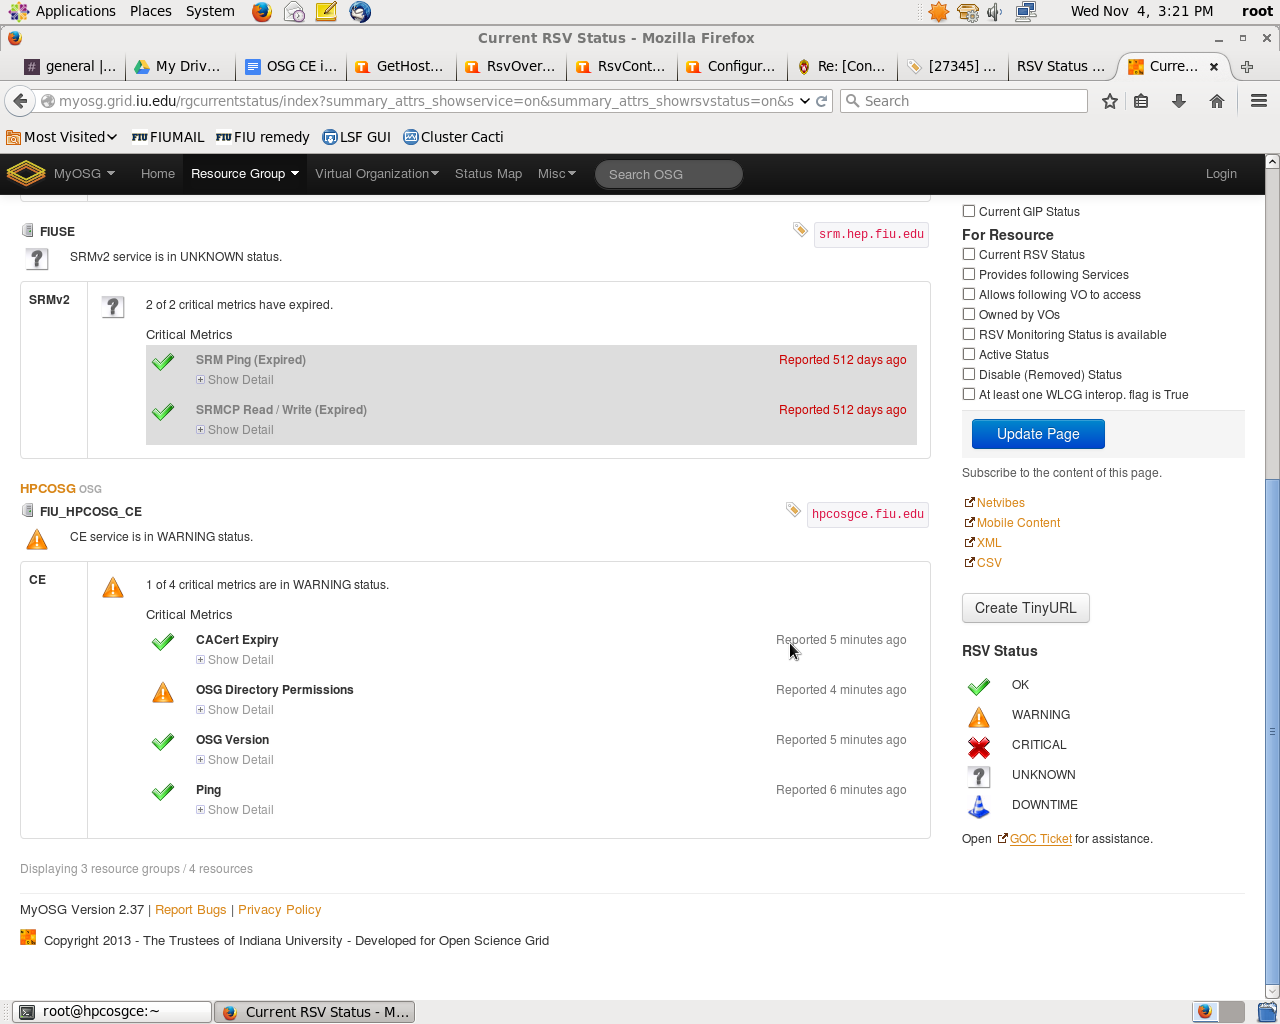 Applications Places System Wed Nov 4, 3:21 PM root
Current RSV Status - Mozilla Firefox
general |... My Driv... OSG CE i... GetHost... RsvOver... RsvCont... Configur... Re: [Con... [27345] ... RSV Status ... Curre...
myosg.grid.iu.edu/rgcurrentstatus/index?summary_attrs_showservice=on&summary_attrs_showrsvstatus=on&s Search
Most Visited FIU FIUMAIL FIU FIU remedy LSF GUI Cluster Cacti
MyOSG Home Resource Group Virtual Organization Status Map Misc Search OSG Login
FIUSE srm.hep.fiu.edu
SRMv2 service is in UNKNOWN status.
SRMv2 2 of 2 critical metrics have expired.
Critical Metrics
SRM Ping (Expired) Reported 512 days ago
Show Detail
SRMCP Read / Write (Expired) Reported 512 days ago
Show Detail
HPCOSG OSG
FIU_HPCOSG_CE hpcosgce.fiu.edu
CE service is in WARNING status.
CE 1 of 4 critical metrics are in WARNING status.
Critical Metrics
CACert Expiry Reported 5 minutes ago
Show Detail
OSG Directory Permissions Reported 4 minutes ago
Show Detail
OSG Version Reported 5 minutes ago
Show Detail
Ping Reported 6 minutes ago
Show Detail
Displaying 3 resource groups / 4 resources
MyOSG Version 2.37 | Report Bugs | Privacy Policy
Copyright 2013 - The Trustees of Indiana University - Developed for Open Science Grid
Current GIP Status
For Resource
Current RSV Status
Provides following Services
Allows following VO to access
Owned by VOs
RSV Monitoring Status is available
Active Status
Disable (Removed) Status
At least one WLCG interop. flag is True
Update Page
Subscribe to the content of this page.
Netvibes
Mobile Content
XML
CSV
Create TinyURL
RSV Status
OK
WARNING
CRITICAL
UNKNOWN
DOWNTIME
Open GOC Ticket for assistance.
root@hpcosgce:~ Current RSV Status - M...